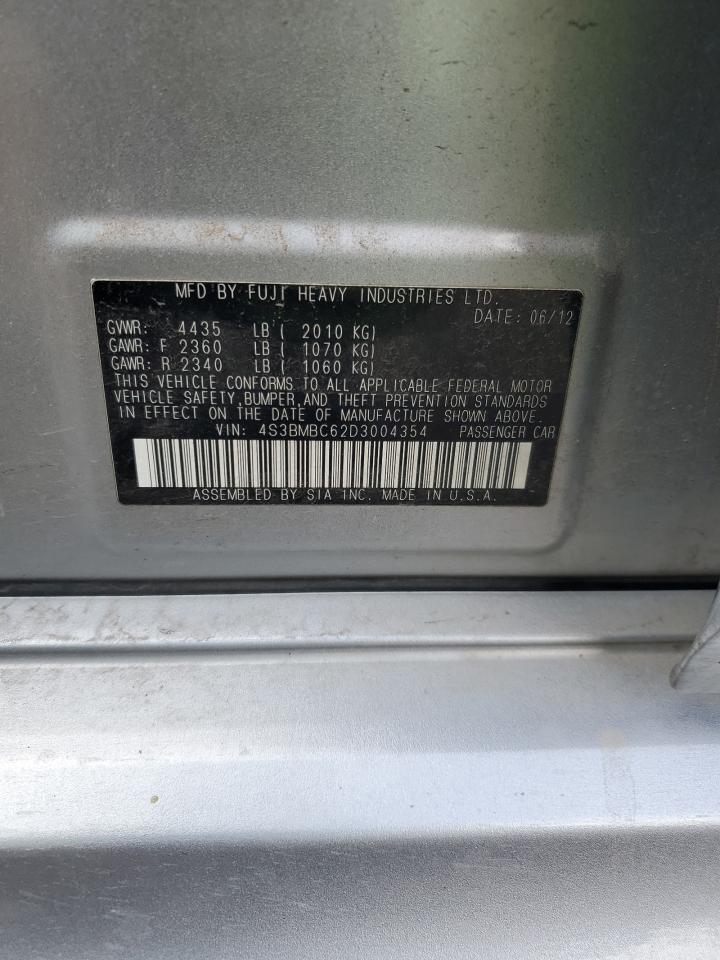 MFD BY FUJI HEAVY INDUSTRIES LTD.
DATE: 06/12
GVWR: 4435 LB ( 2010 KG)
GAWR: F 2360 LB ( 1070 KG)
GAWR: R 2340 LB ( 1060 KG)
THIS VEHICLE CONFORMS TO ALL APPLICABLE FEDERAL MOTOR
VEHICLE SAFETY, BUMPER, AND THEFT PREVENTION STANDARDS
IN EFFECT ON THE DATE OF MANUFACTURE SHOWN ABOVE.
VIN: 4S3BMBC62D3004354 PASSENGER CAR
ASSEMBLED BY SIA INC. MADE IN U.S.A.